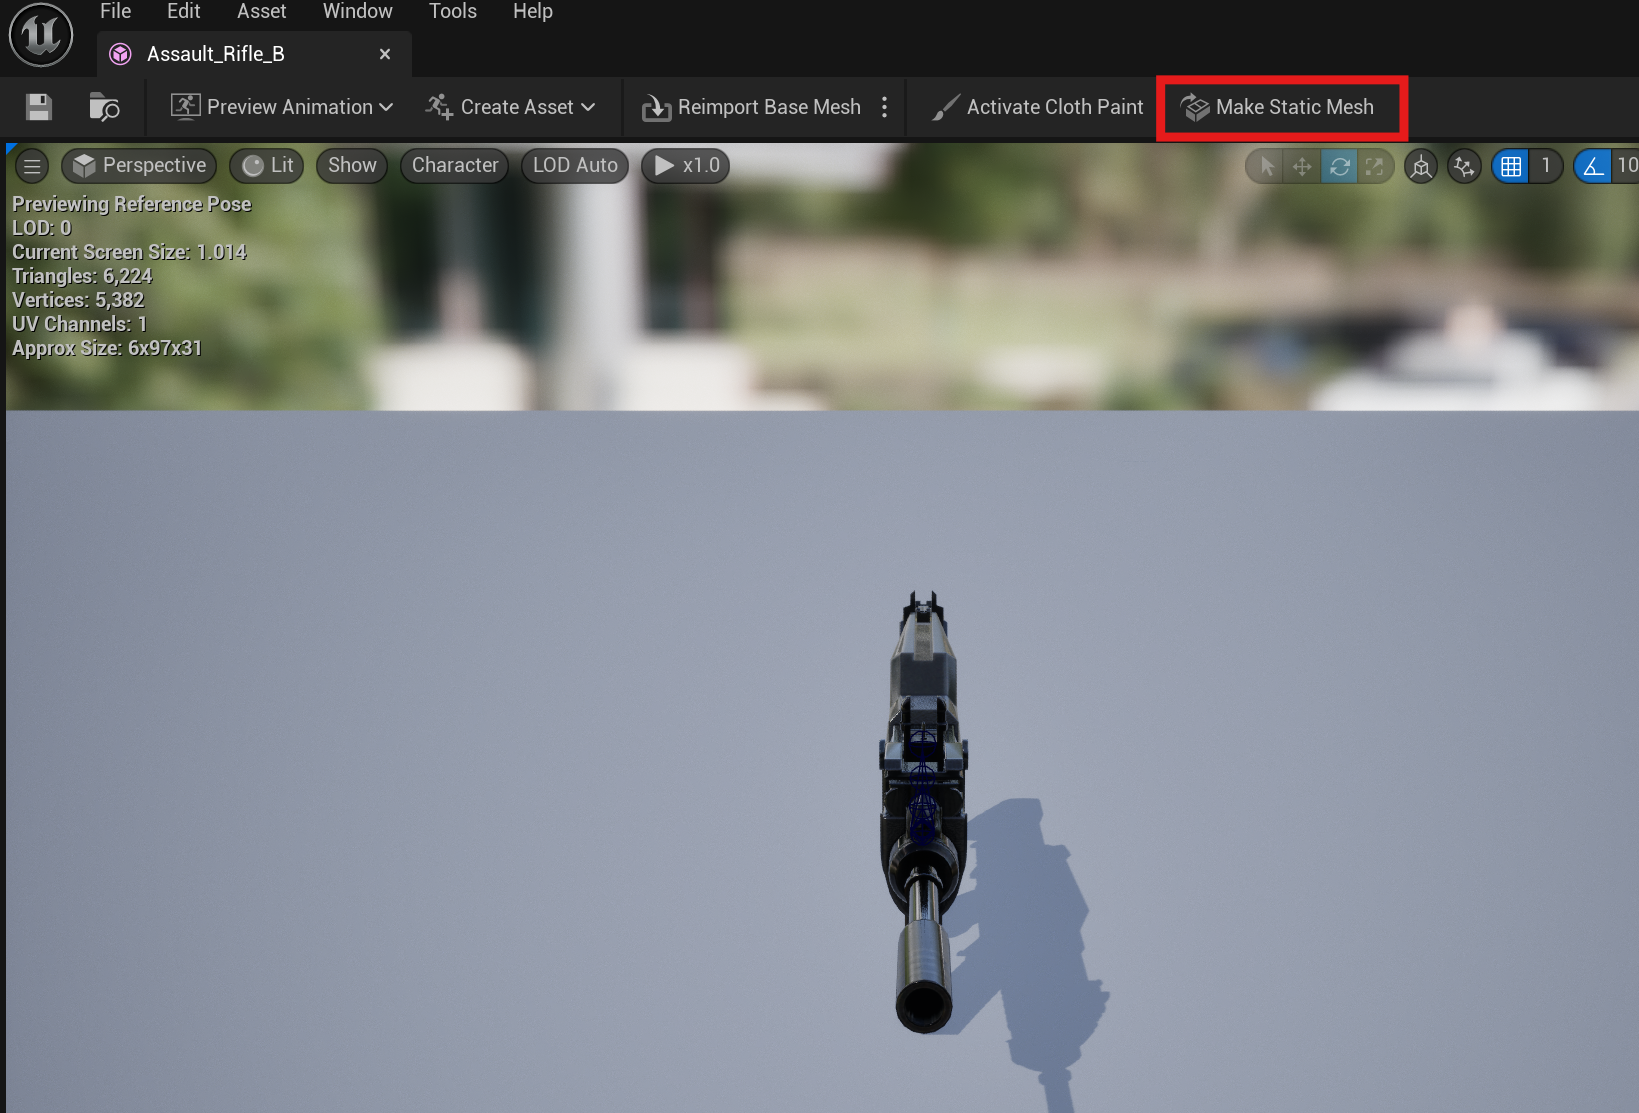 File Edit Asset Window Tools Help
Assault_Rifle_B
Preview Animation Create Asset Reimport Base Mesh Activate Cloth Paint Make Static Mesh
Perspective Lit Show Character LOD Auto x1.0 1 10
Previewing Reference Pose
LOD: 0
Current Screen Size: 1.014
Triangles: 6,224
Vertices: 5,382
UV Channels: 1
Approx Size: 6x97x31